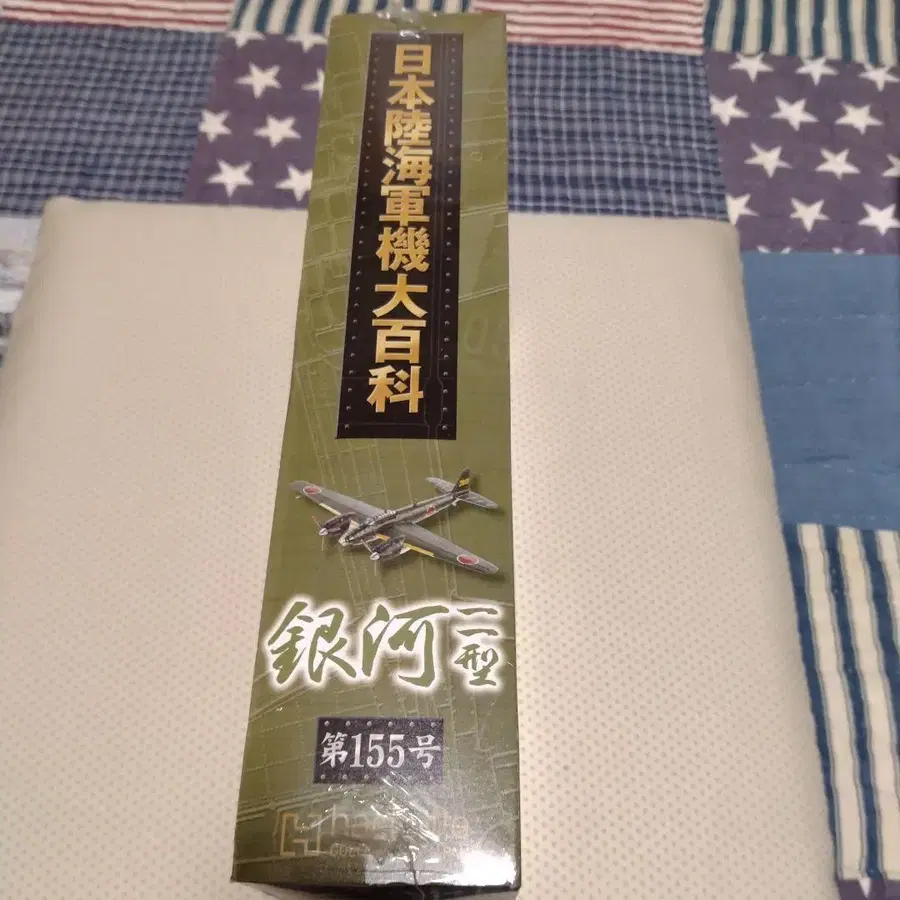 日本陸海軍機大百科
銀河 一一型
第155号